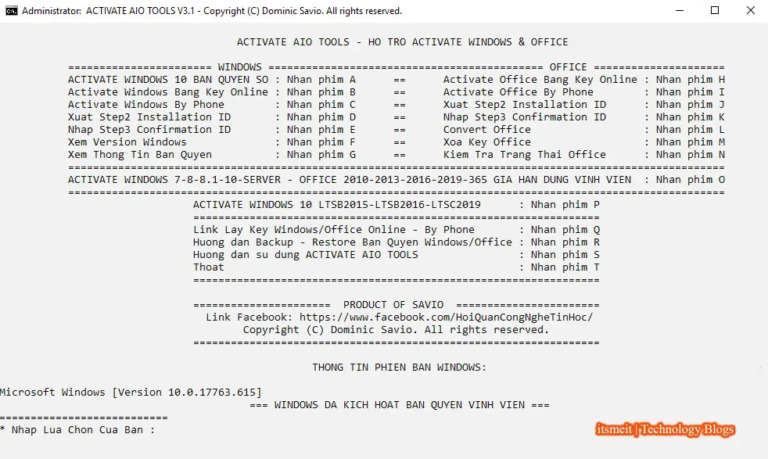 Administrator: ACTIVATE AIO TOOLS V3.1 - Copyright (C) Dominic Savio. All rights reserved.
ACTIVATE AIO TOOLS - HO TRO ACTIVATE WINDOWS & OFFICE
======================= WINDOWS ============================================ OFFICE =====================
ACTIVATE WINDOWS 10 BAN QUYEN SO : Nhan phim A == Activate Office Bang Key Online : Nhan phim H
Activate Windows Bang Key Online : Nhan phim B == Activate Office By Phone : Nhan phim I
Activate Windows By Phone : Nhan phim C == Xuat Step2 Installation ID : Nhan phim J
Xuat Step2 Installation ID : Nhan phim D == Nhap Step3 Confirmation ID : Nhan phim K
Nhap Step3 Confirmation ID : Nhan phim E == Convert Office : Nhan phim L
Xem Version Windows : Nhan phim F == Xoa Key Office : Nhan phim M
Xem Thong Tin Ban Quyen : Nhan phim G == Kiem Tra Trang Thai Office : Nhan phim N
=========================================================================================================
ACTIVATE WINDOWS 7-8-8.1-10-SERVER - OFFICE 2010-2013-2016-2019-365 GIA HAN DUNG VINH VIEN : Nhan phim O
=========================================================================================================
ACTIVATE WINDOWS 10 LTSB2015-LTSB2016-LTSC2019 : Nhan phim P
=================================================================
Link Lay Key Windows/Office Online - By Phone : Nhan phim Q
Huong dan Backup - Restore Ban Quyen Windows/Office : Nhan phim R
Huong dan su dung ACTIVATE AIO TOOLS : Nhan phim S
Thoat : Nhan phim T
=================================================================
====================== PRODUCT OF SAVIO =======================
Link Facebook: https://www.facebook.com/HoiQuanCongNgheTinHoc/
Copyright (C) Dominic Savio. All rights reserved.
=================================================================
THONG TIN PHIEN BAN WINDOWS:
Microsoft Windows [Version 10.0.17763.615]
=== WINDOWS DA KICH HOAT BAN QUYEN VINH VIEN ===
===========================
* Nhap Lua Chon Cua Ban :
itsmeit | Technology Blogs